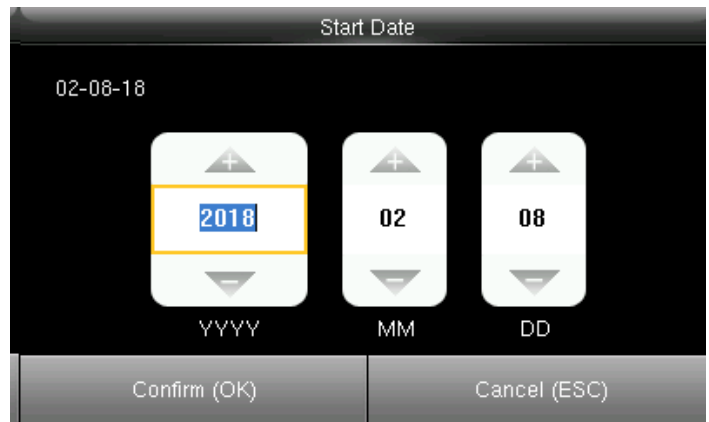 Start Date
02-08-18
2018 02 08
YYYY MM DD
Confirm (OK) Cancel (ESC)